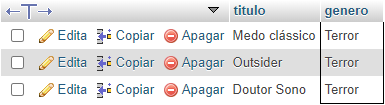 titulo genero
Edita Copiar Apagar Medo clássico Terror
Edita Copiar Apagar Outsider Terror
Edita Copiar Apagar Doutor Sono Terror